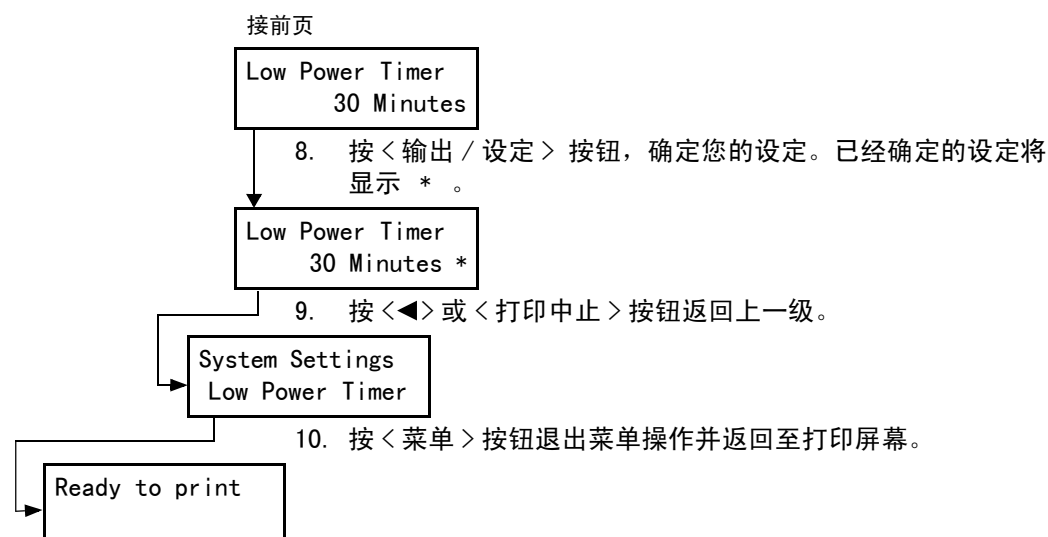 接前页
Low Power Timer
30 Minutes
8. 按 < 输出 / 设定 > 按钮，确定您的设定。已经确定的设定将
显示 * 。
Low Power Timer
30 Minutes *
9. 按 <◀> 或 < 打印中止 > 按钮返回上一级。
System Settings
Low Power Timer
10. 按 < 菜单 > 按钮退出菜单操作并返回至打印屏幕。
Ready to print